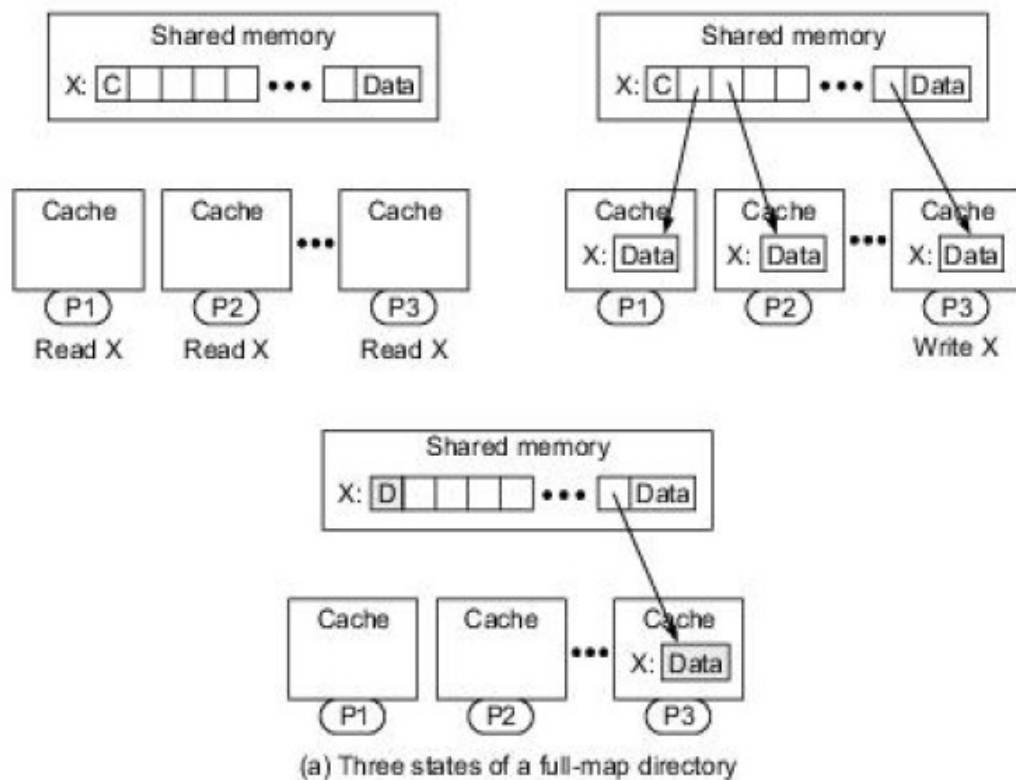 Shared memory
X: C ••• Data
Cache Cache ••• Cache
P1 P2 P3
Read X Read X Read X
Shared memory
X: C ••• Data
Cache Cache Cache
X: Data X: Data ••• X: Data
P1 P2 P3
Write X
Shared memory
X: D ••• Data
Cache Cache Cache
••• X: Data
P1 P2 P3
(a) Three states of a full-map directory